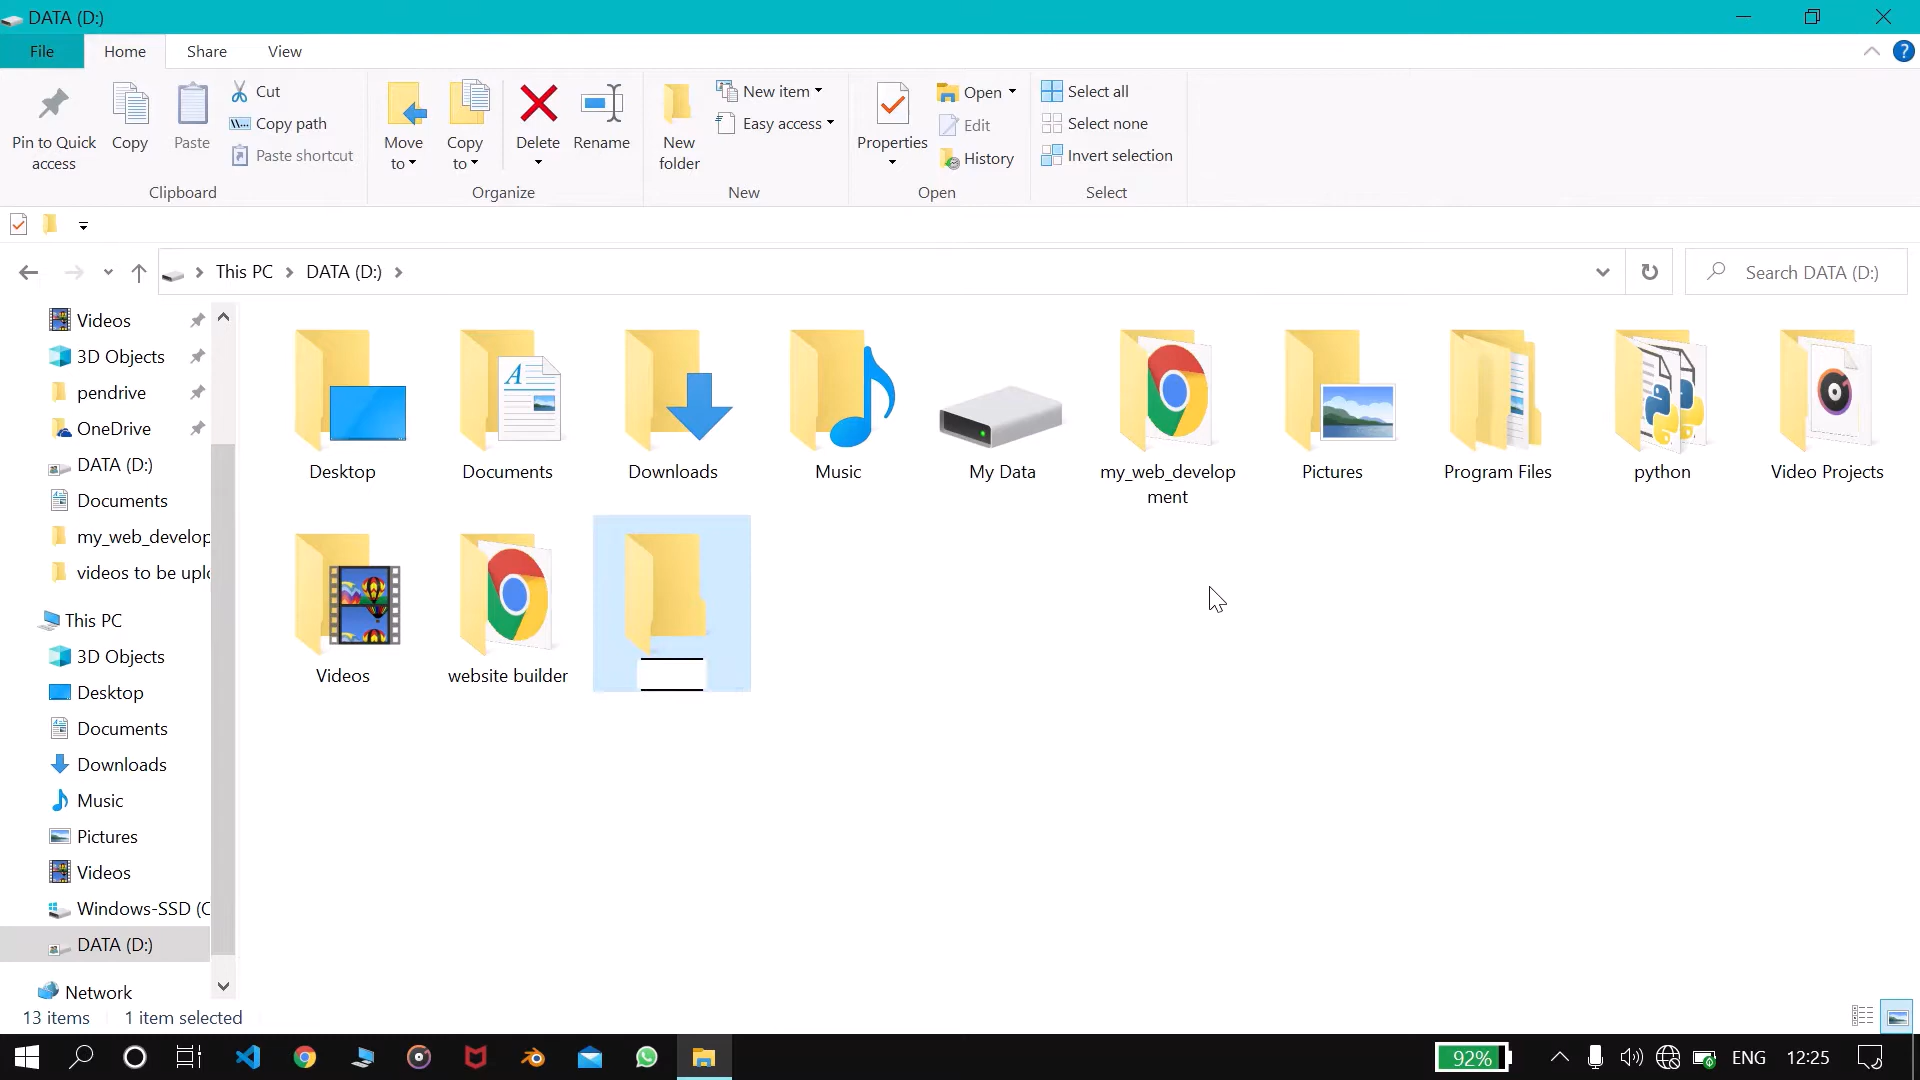 DATA (D:)
File Home Share View
Pin to Quick access
Copy
Paste
Cut
Copy path
Paste shortcut
Clipboard
Move to
Copy to
Delete
Rename
Organize
New folder
New item
Easy access
New
Properties
Open
Edit
History
Open
Select all
Select none
Invert selection
Select
This PC DATA (D:)
Search DATA (D:)
Videos
3D Objects
pendrive
OneDrive
DATA (D:)
Documents
my_web_develop
videos to be uplo
This PC
3D Objects
Desktop
Documents
Downloads
Music
Pictures
Videos
Windows-SSD (C
DATA (D:)
Network
Desktop
Documents
Downloads
Music
My Data
my_web_develop
ment
Pictures
Program Files
python
Video Projects
Videos
website builder
13 items 1 item selected
92% ENG 12:25